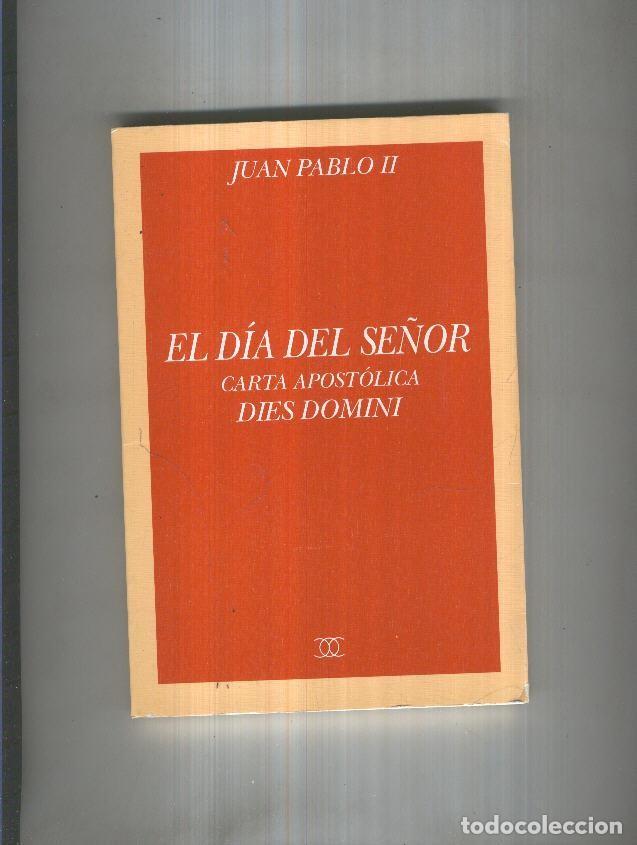 JUAN PABLO II
EL DÍA DEL SEÑOR
CARTA APOSTÓLICA
DIES DOMINI
todocoleccion